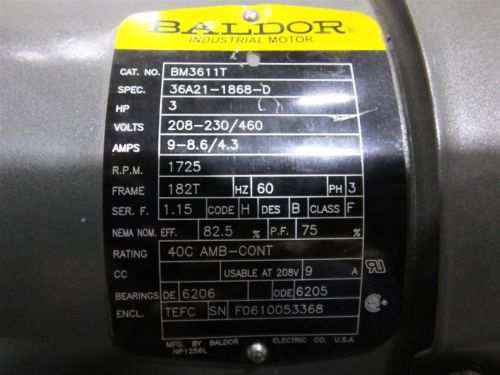 BALDOR®
INDUSTRIAL MOTOR
CAT. NO. BM3611T
SPEC. 36A21-1868-D
HP 3
VOLTS 208-230/460
AMPS 9-8.6/4.3
R.P.M. 1725
FRAME 182T HZ 60 PH 3
SER. F. 1.15 CODE H DES B CLASS F
NEMA NOM. EFF. 82.5 % P.F. 75 %
RATING 40C AMB-CONT
CC USABLE AT 208V 9 A
BEARINGS DE 6206 ODE 6205
ENCL. TEFC SN F0610053368
MFG. BY BALDOR ELECTRIC CO. U.S.A.
NP1256L